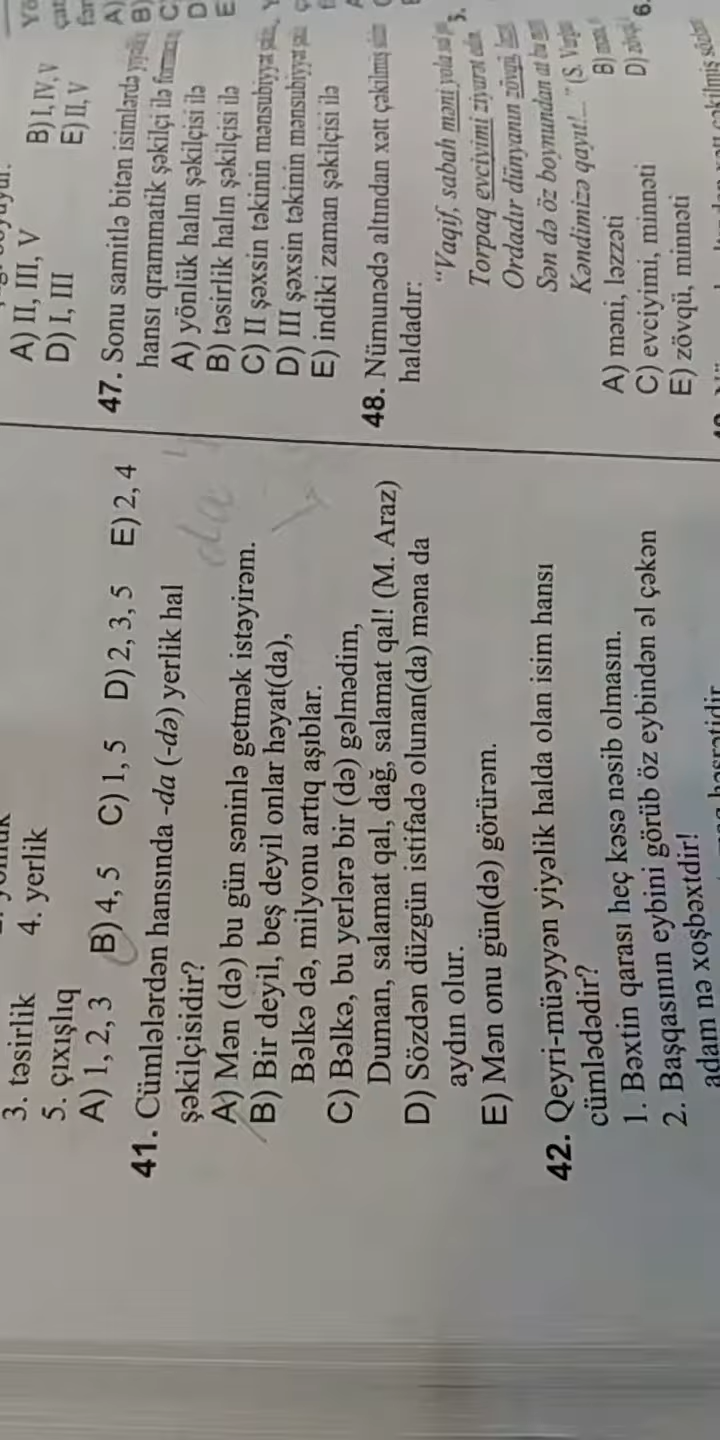 3. təsirlik 4. yerlik
5. çıxışlıq
A) 1, 2, 3 B) 4, 5 C) 1, 5 D) 2, 3, 5 E) 2, 4
41. Cümlələrdən hansında -da (-də) yerlik hal
şəkilçisidir?
A) Mən (də) bu gün səninlə getmək istəyirəm.
B) Bir deyil, beş deyil onlar həyat(da),
Bəlkə də, milyonu artıq aşıblar.
C) Bəlkə, bu yerlərə bir (də) gəlmədim,
Duman, salamat qal, dağ, salamat qal! (M. Araz)
D) Sözdən düzgün istifadə olunan(da) məna da
aydın olur.
E) Mən onu gün(də) görürəm.
42. Qeyri-müəyyən yiyəlik halda olan isim hansı
cümlədədir?
1. Bəxtin qarası heç kəsə nəsib olmasın.
2. Başqasının eybini görüb öz eybindən əl çəkən
adam nə xoşbəxtdir!
A) II, III, V B) I, IV, V
D) I, III E) II, V
47. Sonu samitlə bitən isimlərdə
hansı qrammatik şəkilçi ilə
A) yönlük halın şəkilçisi ilə
B) təsirlik halın şəkilçisi ilə
C) II şəxsin təkinin mənsubiyyət
D) III şəxsin təkinin mənsubiyyət
E) indiki zaman şəkilçisi ilə
48. Nümunədə altından xətt çəkilmiş
haldadır:
"Vaqif, sabah məni yola
Torpaq evciyimi ziyarət
Ordadır dünyanın zövqü,
Sən də öz boynundan at
Kəndimizə qayıt!..." (S.
A) məni, ləzzəti B)
C) evciyimi, minnəti D)
E) zövqü, minnəti
A)
B)
C
D
E
5.
6.